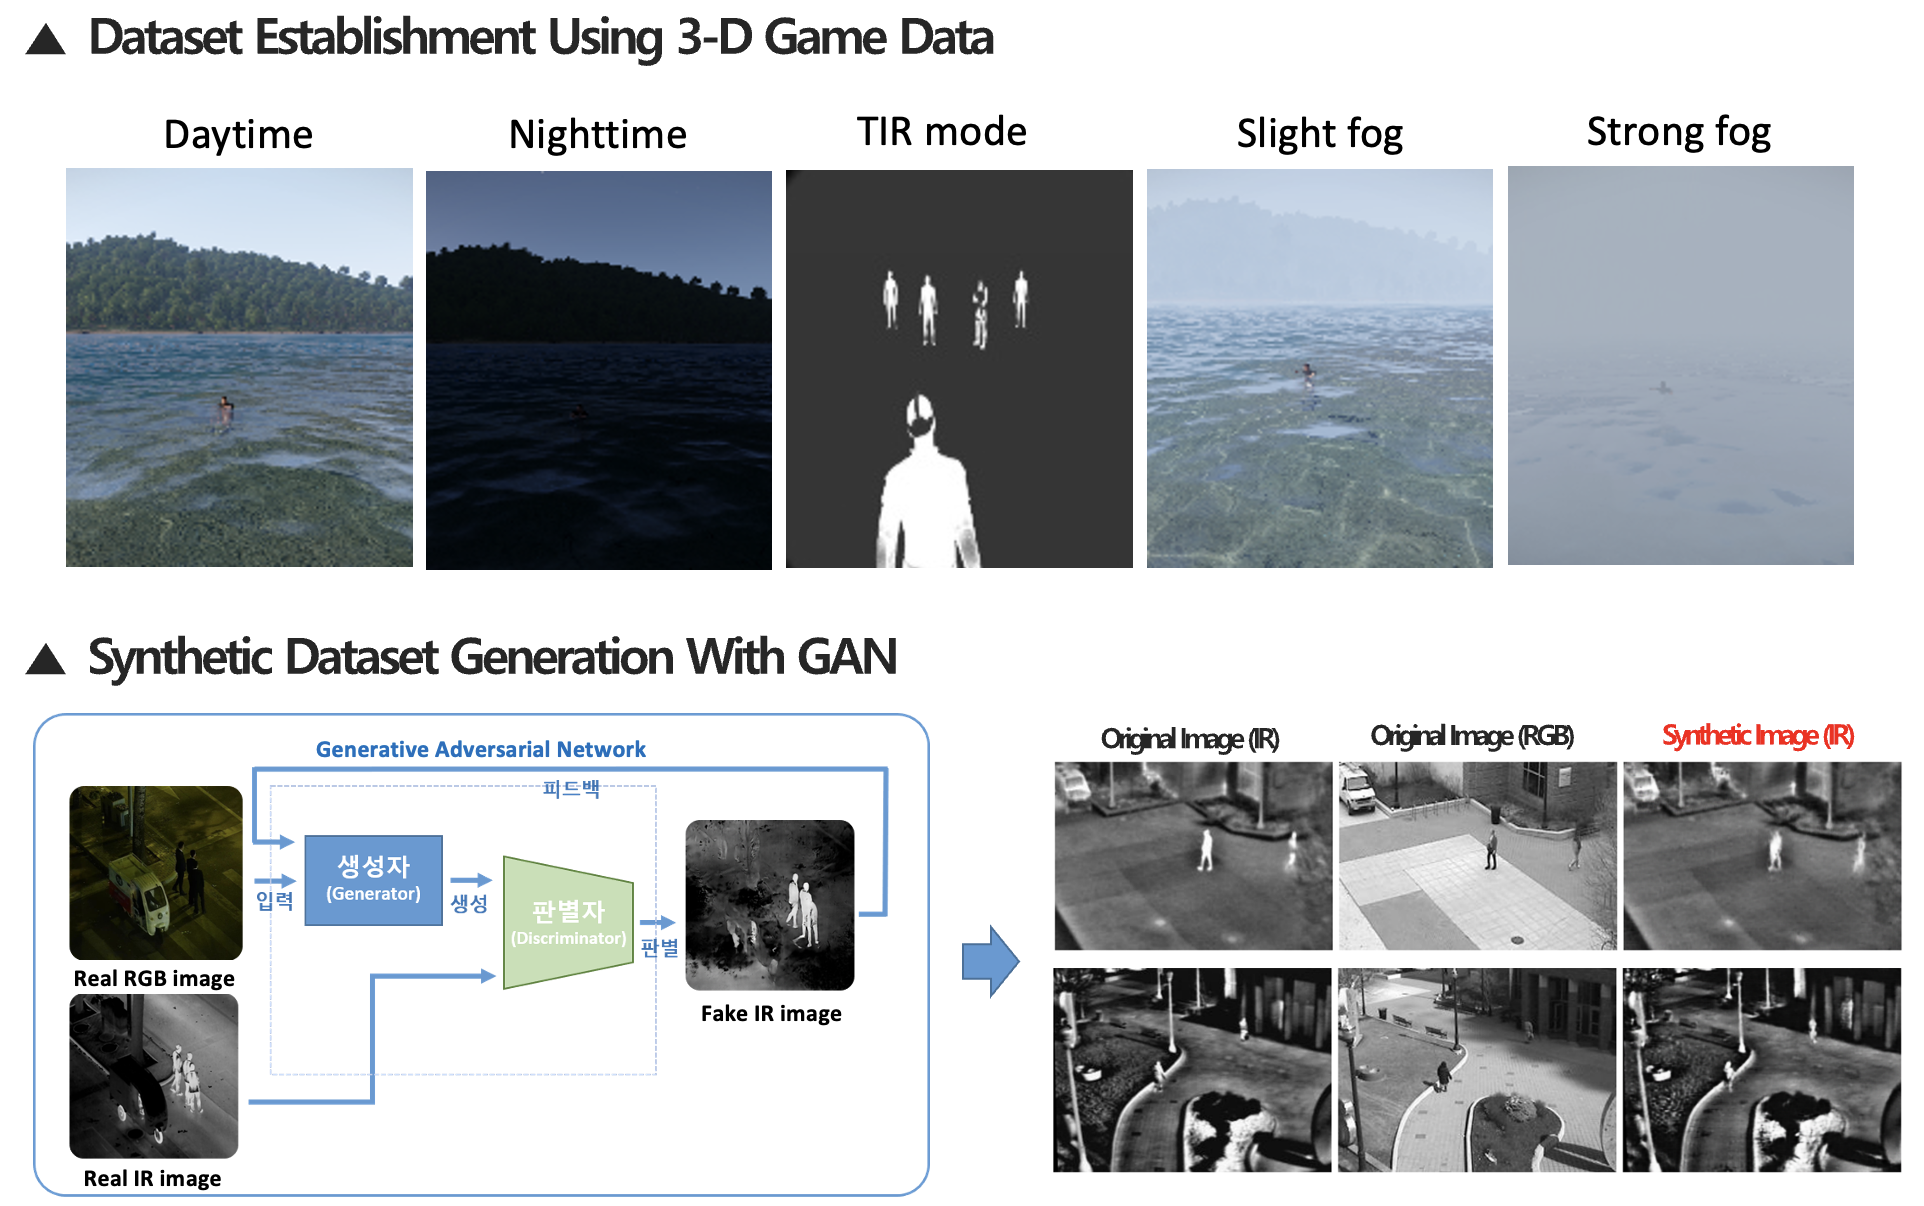 ▲ Dataset Establishment Using 3-D Game Data
Daytime
Nighttime
TIR mode
Slight fog
Strong fog
▲ Synthetic Dataset Generation With GAN
Generative Adversarial Network
피드백
생성자
(Generator)
입력
생성
판별자
(Discriminator)
판별
Real RGB image
Fake IR image
Real IR image
Original Image (IR)
Original Image (RGB)
Synthetic Image (IR)